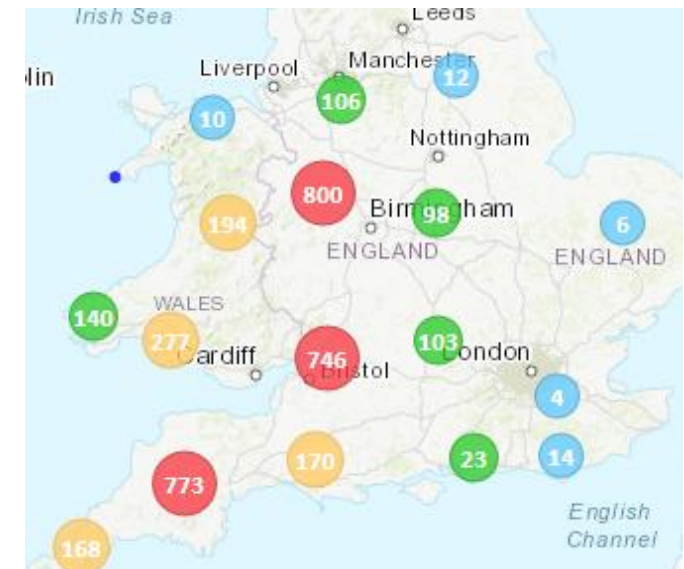 Irish Sea
Leeds
lin
Liverpool
Manchester
12
106
10
Nottingham
800
Birmingham
98
194
6
ENGLAND
ENGLAND
WALES
140
277
Cardiff
103
London
746
Bristol
4
170
23
14
773
English
Channel
168